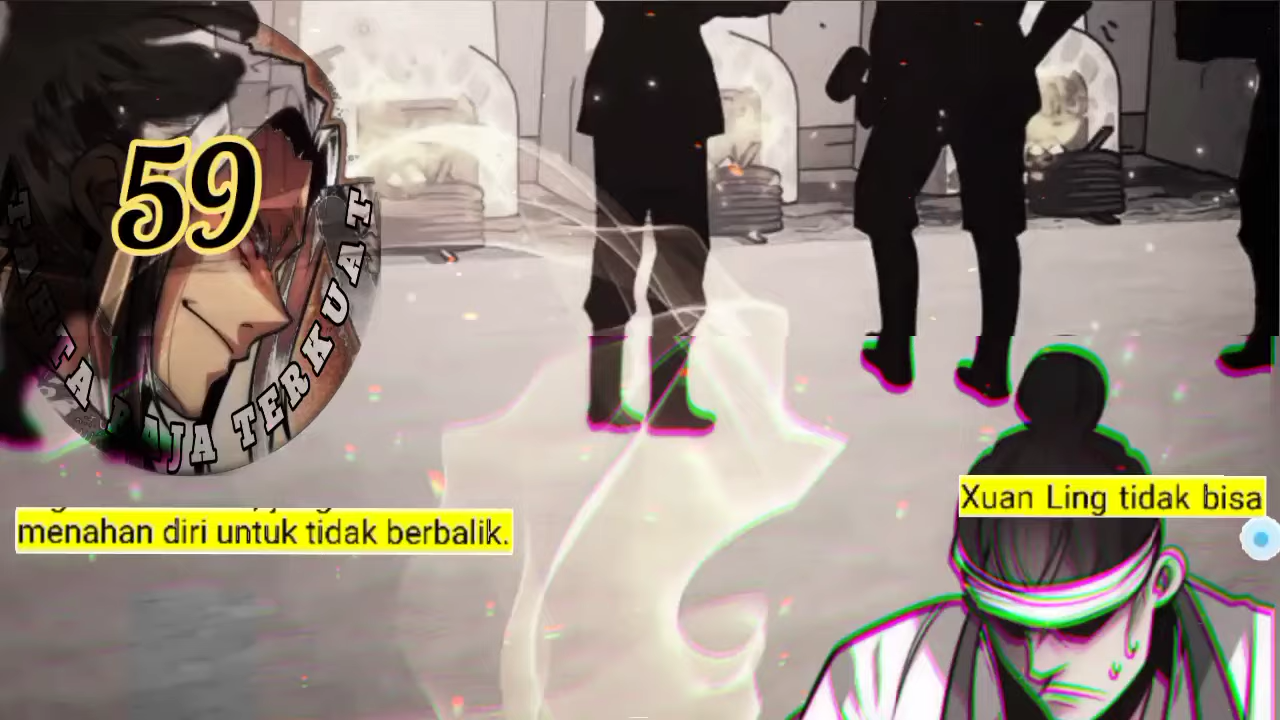 59
TAHTA RAJA TERKUAT
Xuan Ling tidak bisa
menahan diri untuk tidak berbalik.